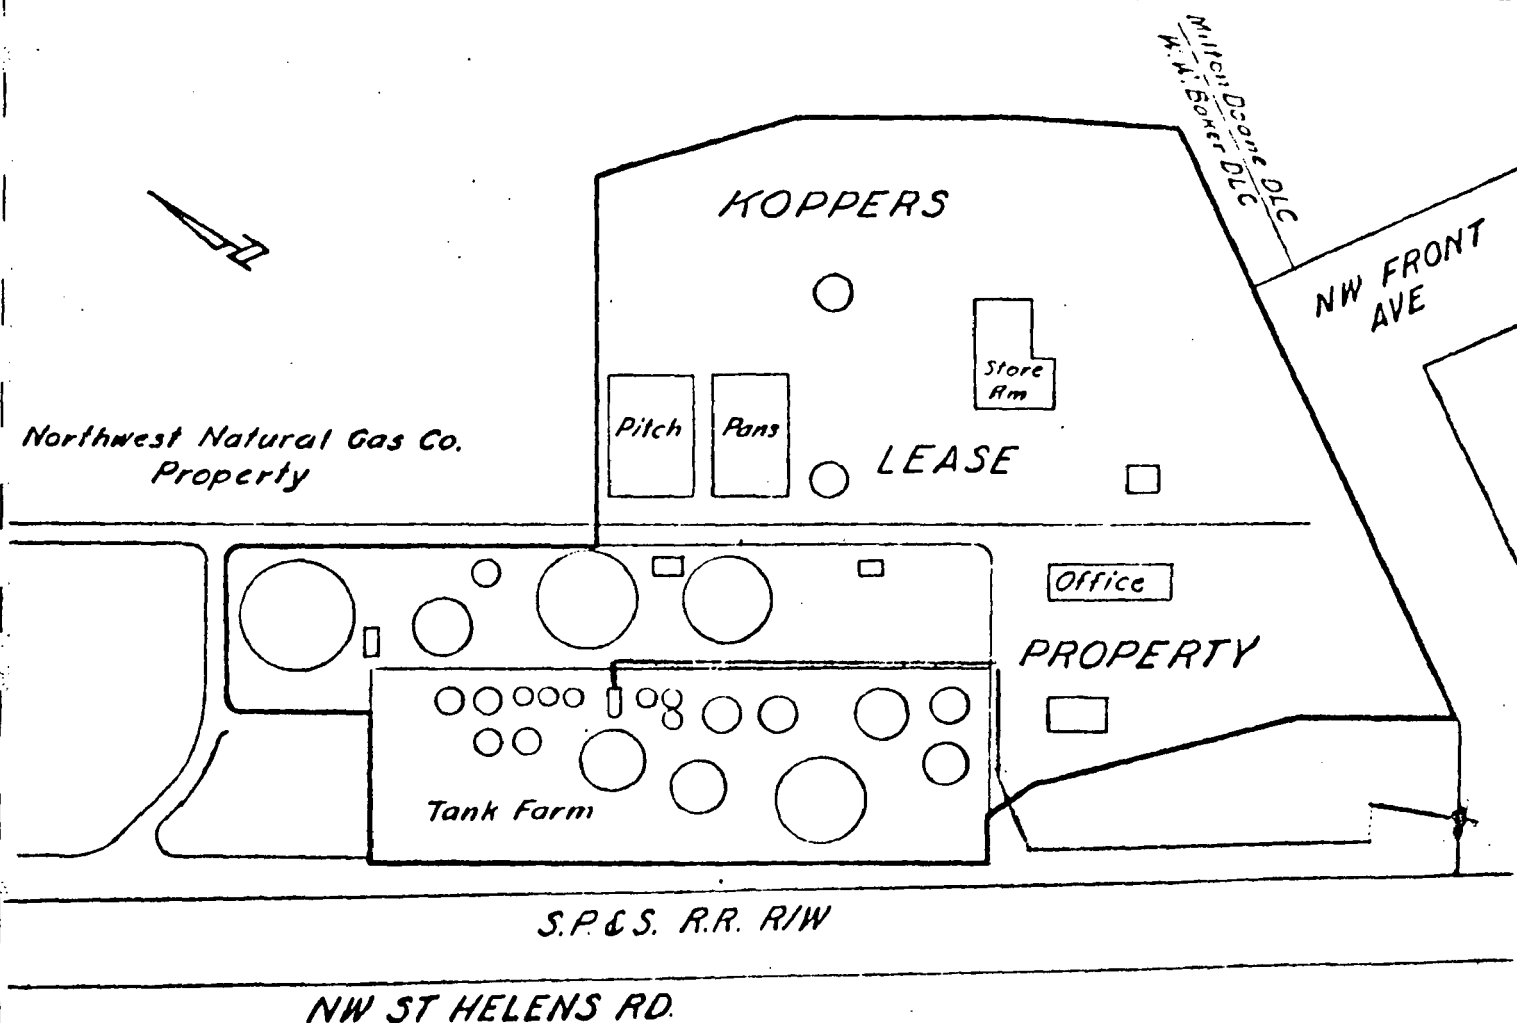 Milton Doane DLC
W. W. Baker DLC
KOPPERS
NW FRONT
AVE
Store
Rm
Pitch
Pans
Northwest Natural Gas Co.
Property
LEASE
Office
PROPERTY
Tank Farm
S.P.&S. R.R. R/W
NW ST HELENS RD.
N